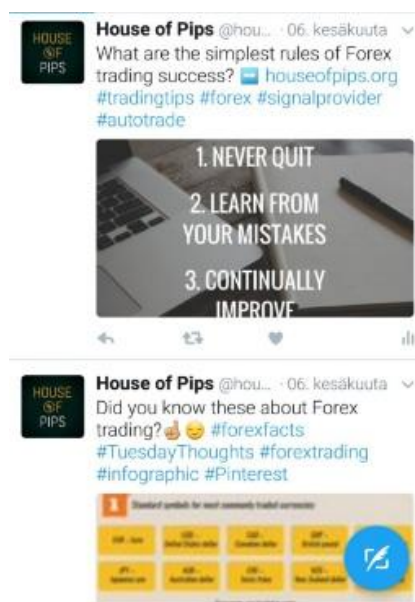 HOUSE
OF
PIPS
House of Pips @hou... · 06. kesäkuuta
What are the simplest rules of Forex
trading success? ➡ houseofpips.org
#tradingtips #forex #signalprovider
#autotrade
1. NEVER QUIT
2. LEARN FROM
YOUR MISTAKES
3. CONTINUALLY
IMPROVE
HOUSE
OF
PIPS
House of Pips @hou... · 06. kesäkuuta
Did you know these about Forex
trading?☝😏 #forexfacts
#TuesdayThoughts #forextrading
#infographic #Pinterest
Standard symbols for most commonly traded currencies